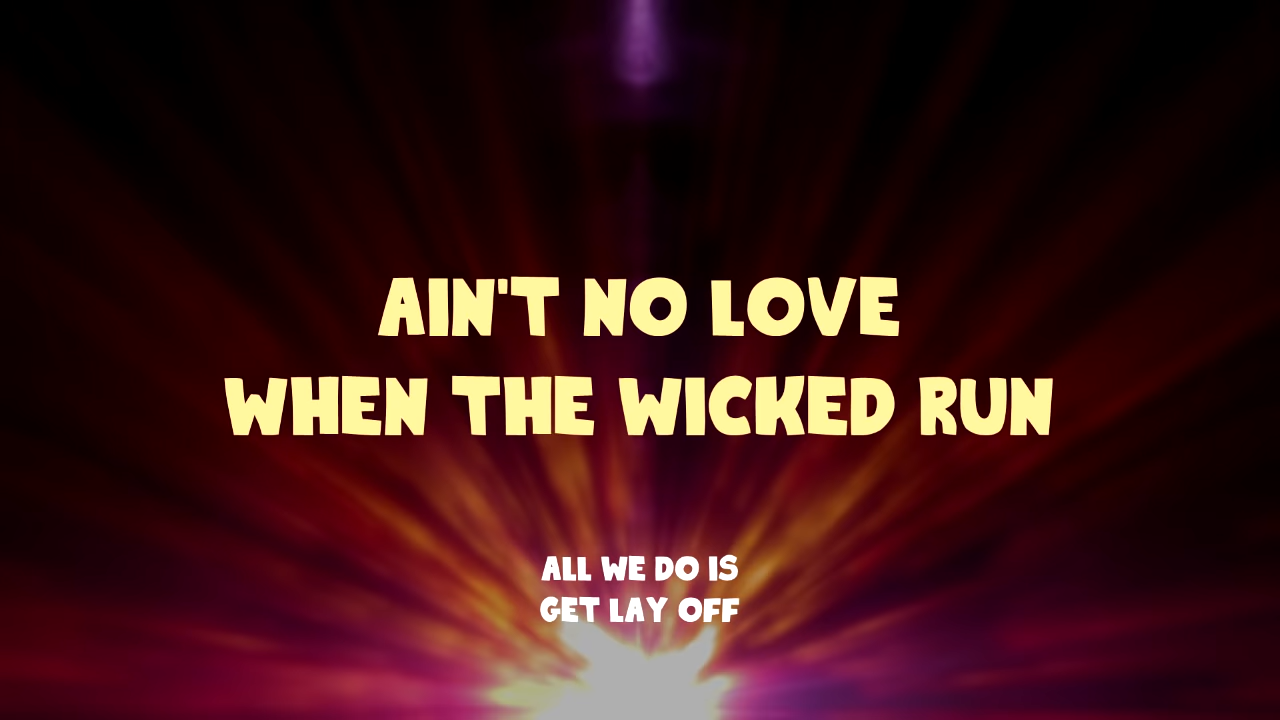 AIN'T NO LOVE
WHEN THE WICKED RUN
ALL WE DO IS
GET LAY OFF